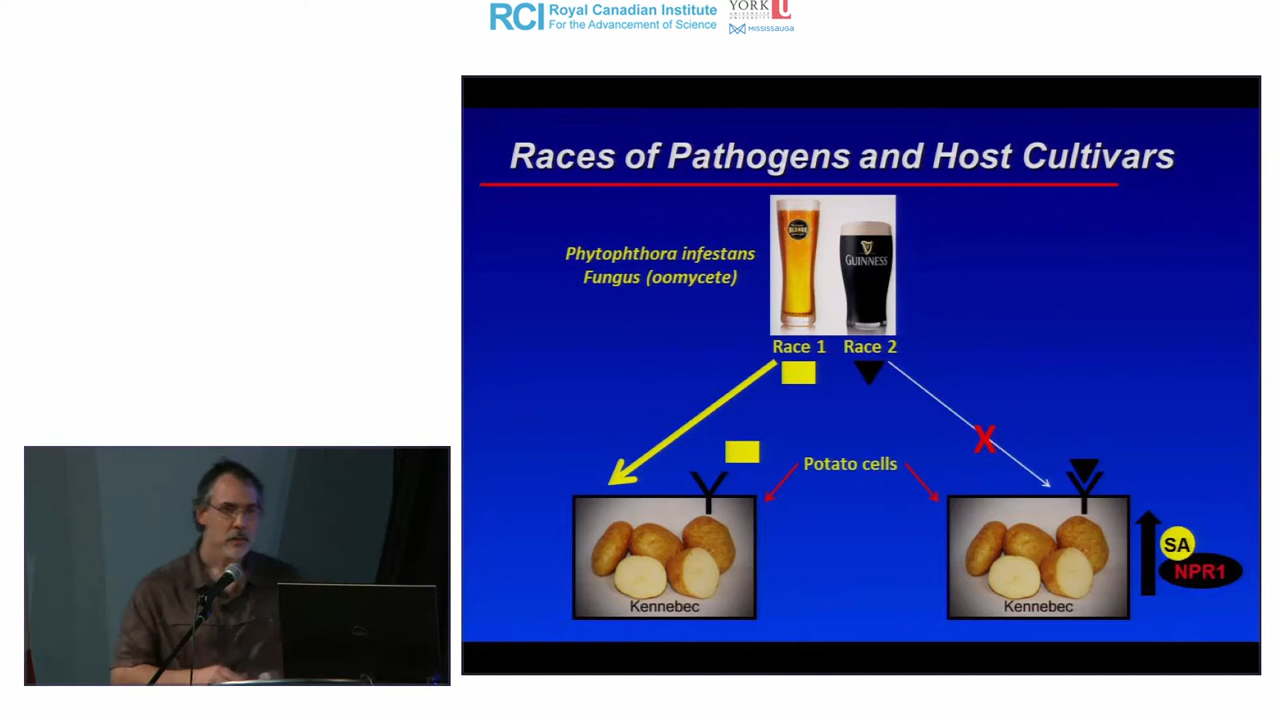 RCI Royal Canadian Institute
For the Advancement of Science
YORK U
MISSISSAUGA
Races of Pathogens and Host Cultivars
Phytophthora infestans
Fungus (oomycete)
BLONDE
GUINNESS
Race 1 Race 2
X
Potato cells
SA
NPR1
Kennebec
Kennebec